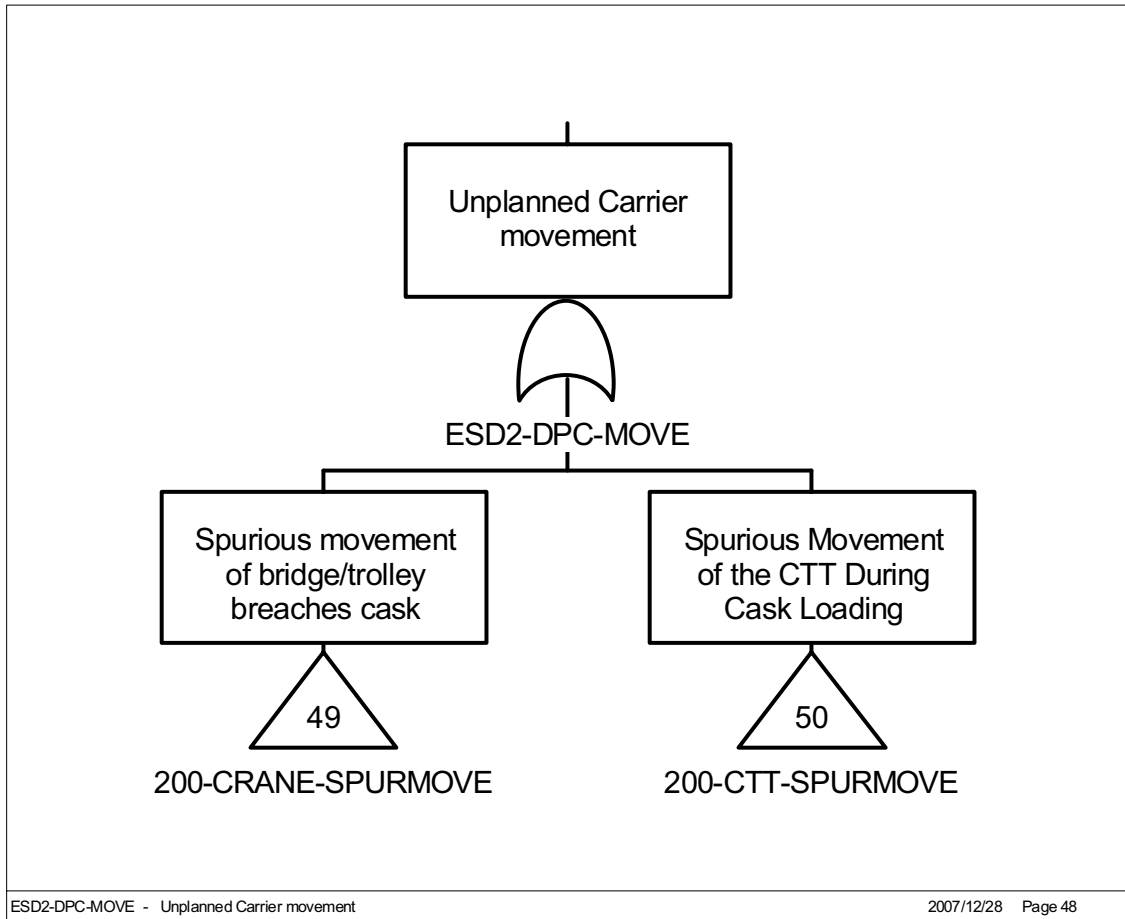 Unplanned Carrier
movement
ESD2-DPC-MOVE
Spurious movement
of bridge/trolley
breaches cask
Spurious Movement
of the CTT During
Cask Loading
49
50
200-CRANE-SPURMOVE
200-CTT-SPURMOVE
ESD2-DPC-MOVE - Unplanned Carrier movement 2007/12/28 Page 48